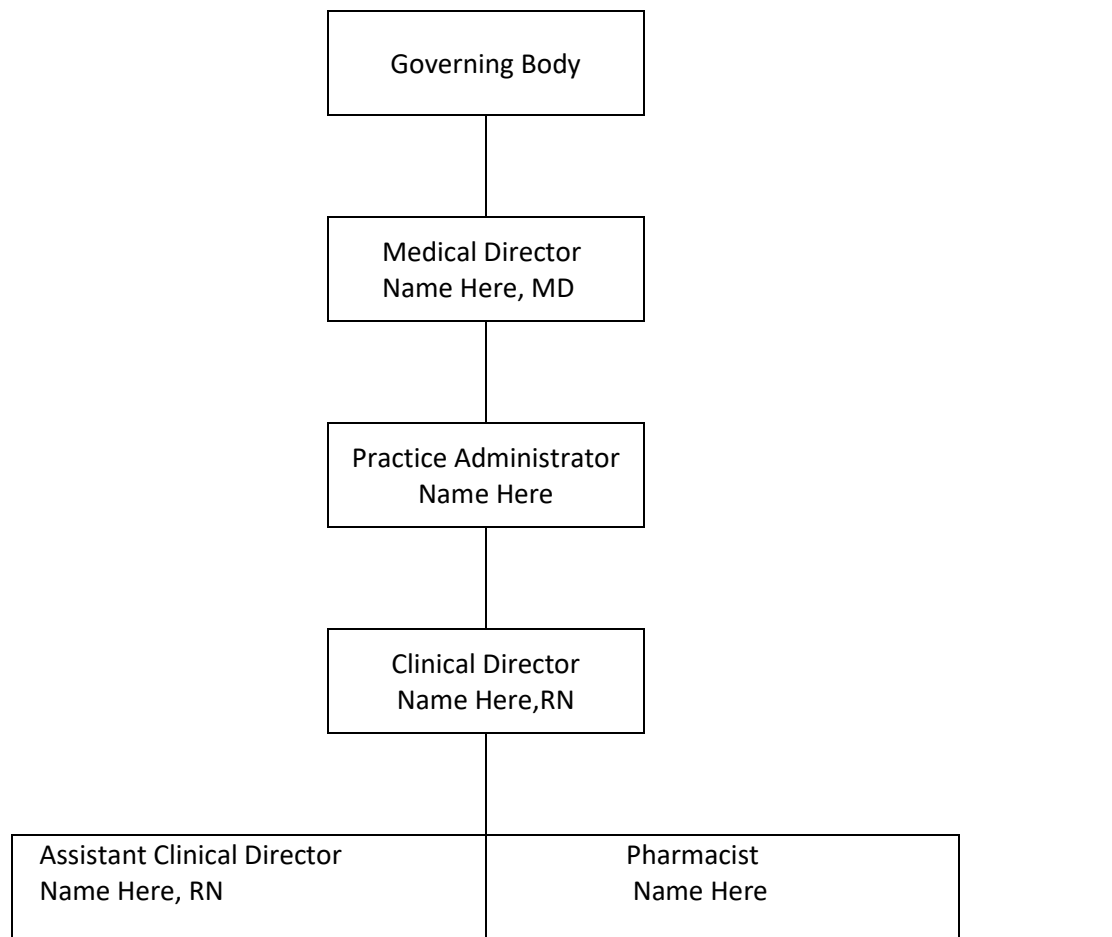 Governing Body
Medical Director
Name Here, MD
Practice Administrator
Name Here
Clinical Director
Name Here,RN
Assistant Clinical Director
Name Here, RN
Pharmacist
Name Here